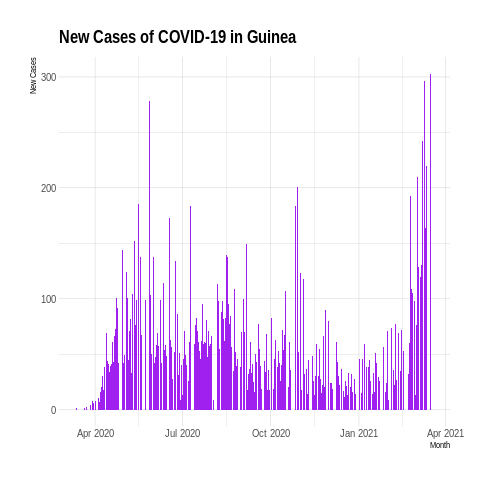 New Cases of COVID-19 in Guinea
New Cases
300
200
100
0
Apr 2020
Jul 2020
Oct 2020
Jan 2021
Apr 2021
Month